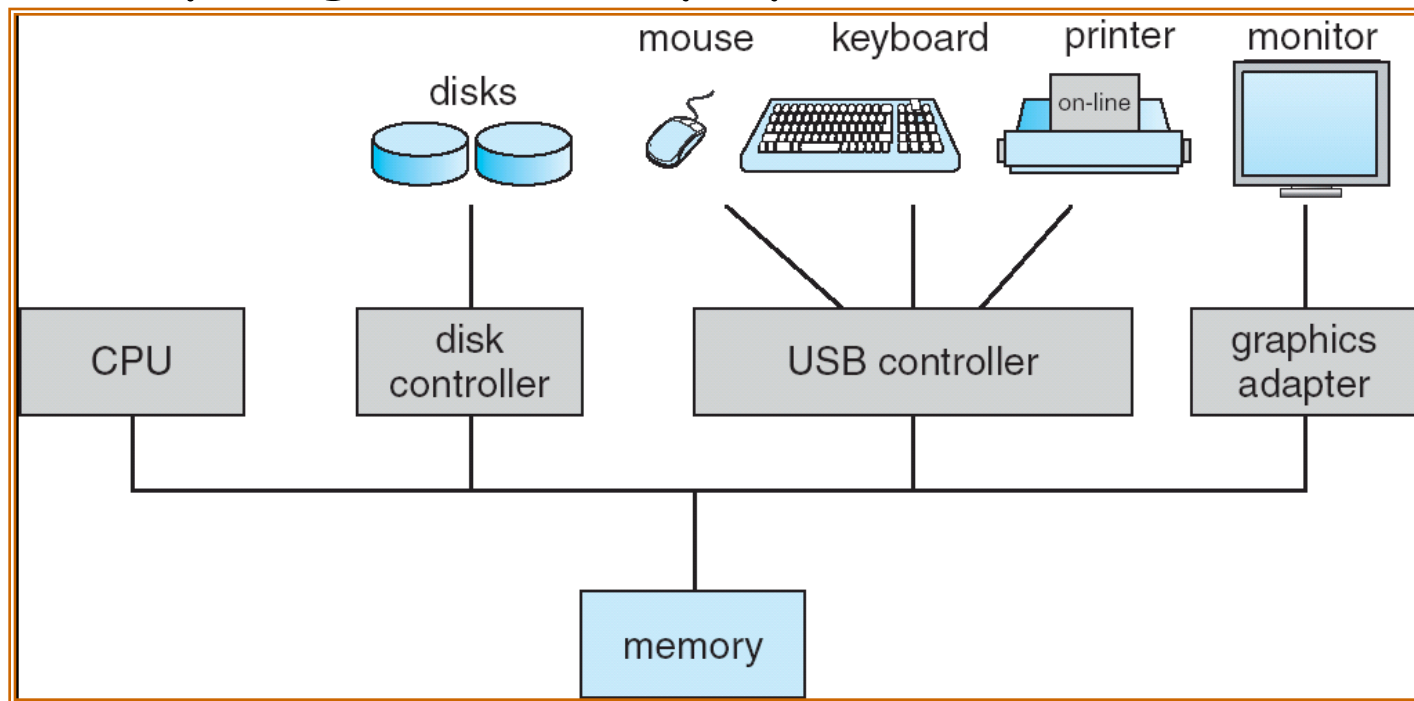 mouse keyboard printer monitor
disks
on-line
CPU
disk
controller
USB controller
graphics
adapter
memory